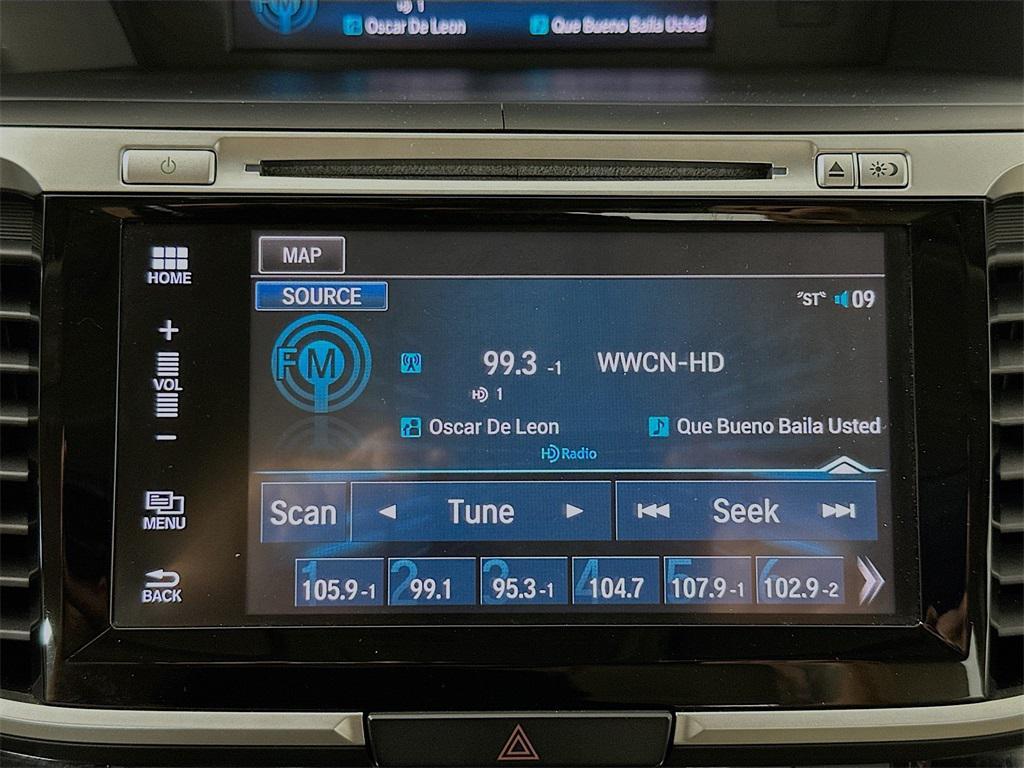 1
Oscar De Leon Que Bueno Baila Usted
MAP
HOME
SOURCE
"ST" 09
FM
99.3 -1 WWCN-HD
HD 1
+
VOL
-
Oscar De Leon Que Bueno Baila Usted
HD Radio
MENU
Scan Tune Seek
BACK
1 105.9-1 2 99.1 3 95.3-1 4 104.7 5 107.9-1 6 102.9-2